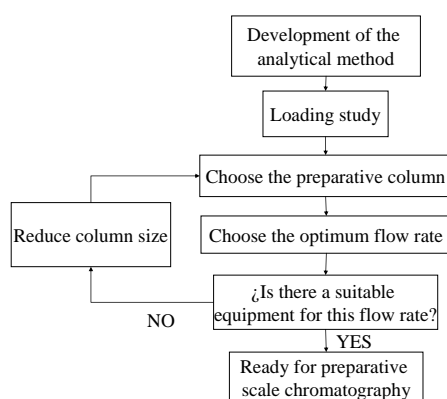 Development of the
analytical method
Loading study
Choose the preparative column
Reduce column size
Choose the optimum flow rate
¿Is there a suitable
equipment for this flow rate?
NO
YES
Ready for preparative
scale chromatography